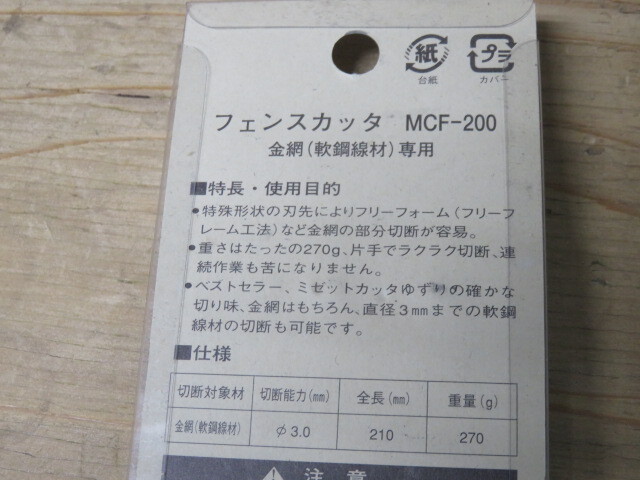 紙 プラ
台紙 カバー
フェンスカッタ MCF-200
金網(軟鋼線材)専用
■特長・使用目的
●特殊形状の刃先によりフリーフォーム(フリーフ
レーム工法)など金網の部分切断が容易。
●重さはたったの270g、片手でラクラク切断、連
続作業も苦になりません。
●ベストセラー、ミゼットカッタゆずりの確かな
切り味、金網はもちろん、直径3mmまでの軟鋼
線材の切断も可能です。
■仕様
切断対象材 切断能力(mm) 全長(mm) 重量(g)
金網(軟鋼線材) φ3.0 210 270
注意